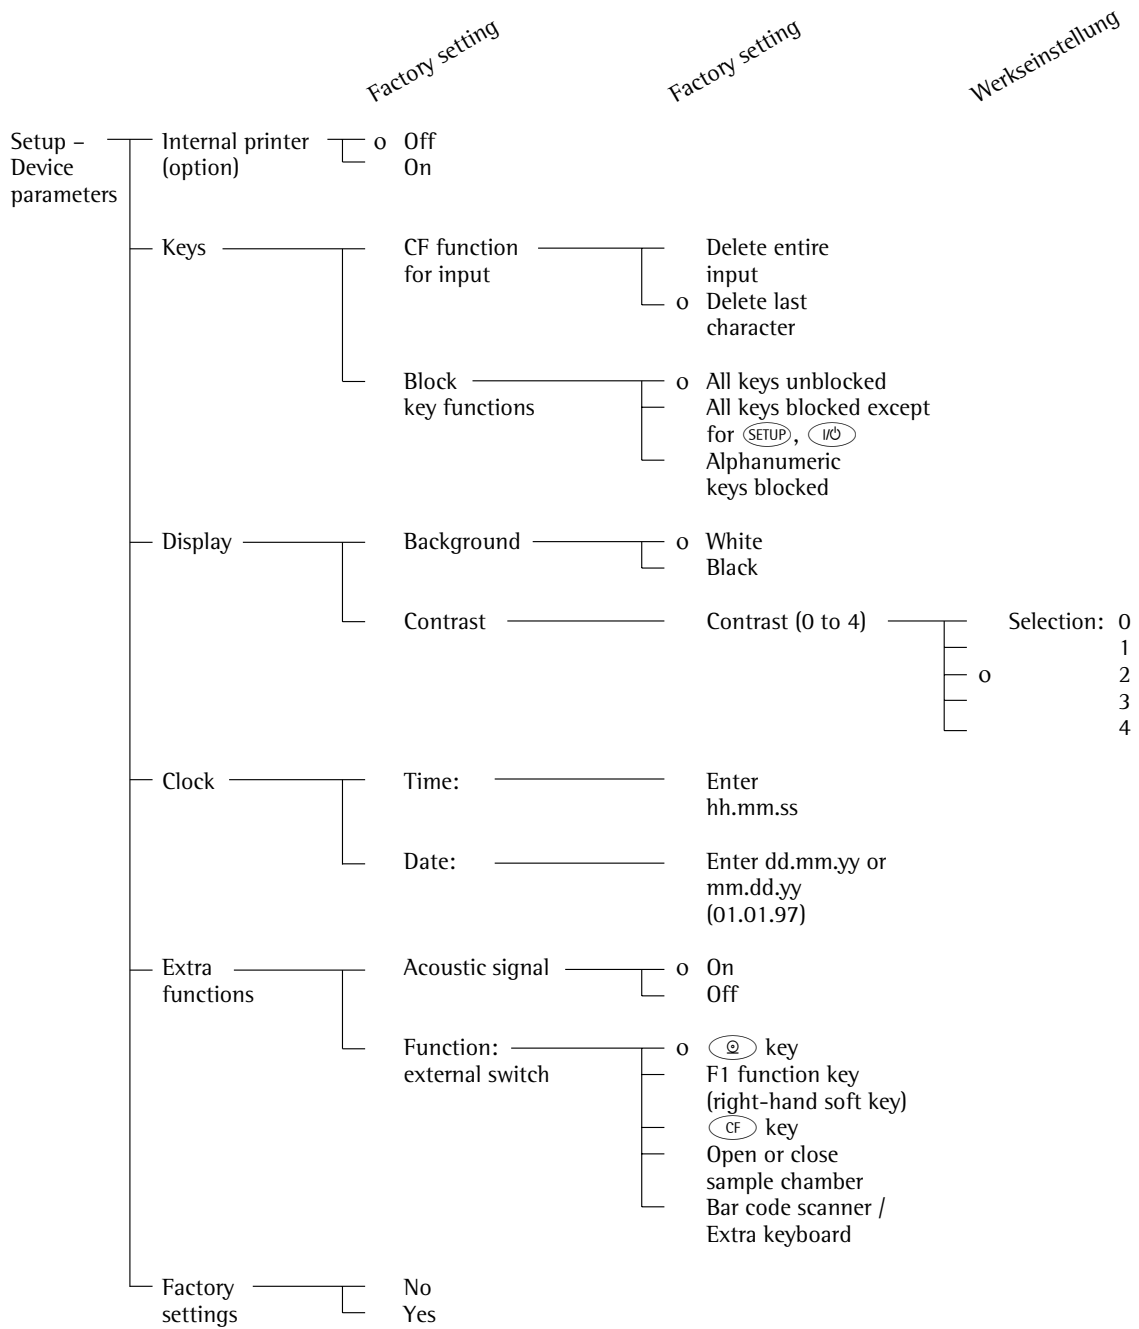 Factory setting
Factory setting
Werkseinstellung
Setup –
Device
parameters
Internal printer
(option)
o Off
On
Keys
CF function
for input
Delete entire
input
o Delete last
character
Block
key functions
o All keys unblocked
All keys blocked except
for SETUP, I/⏻
Alphanumeric
keys blocked
Display
Background
o White
Black
Contrast
Contrast (0 to 4)
Selection: 0
1
o 2
3
4
Clock
Time:
Enter
hh.mm.ss
Date:
Enter dd.mm.yy or
mm.dd.yy
(01.01.97)
Extra
functions
Acoustic signal
o On
Off
Function:
external switch
o key
F1 function key
(right-hand soft key)
CF key
Open or close
sample chamber
Bar code scanner /
Extra keyboard
Factory
settings
No
Yes